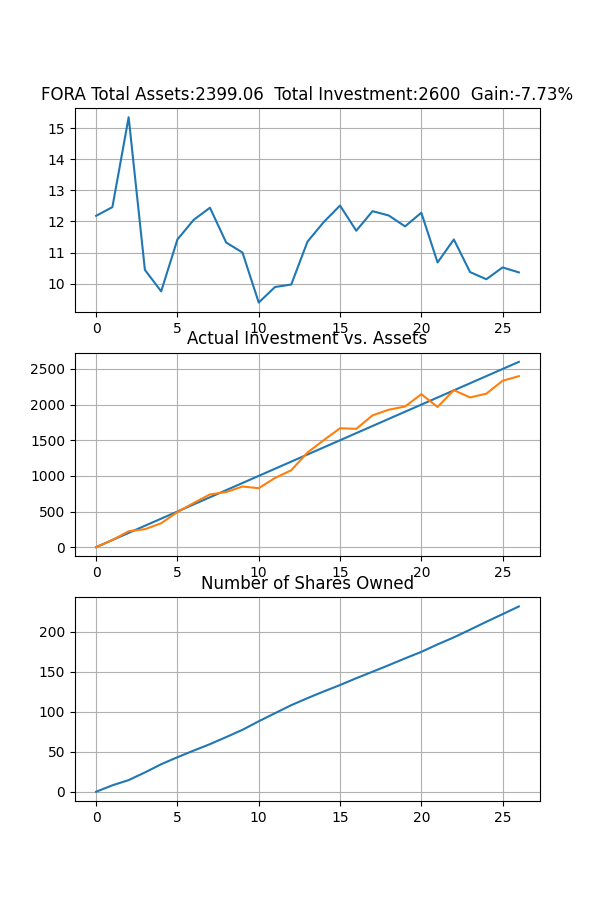 FORA Total Assets:2399.06  Total Investment:2600  Gain:-7.73%
15
14
13
12
11
10
0 5 10 15 20 25
Actual Investment vs. Assets
2500
2000
1500
1000
500
0
0 5 10 15 20 25
Number of Shares Owned
200
150
100
50
0
0 5 10 15 20 25